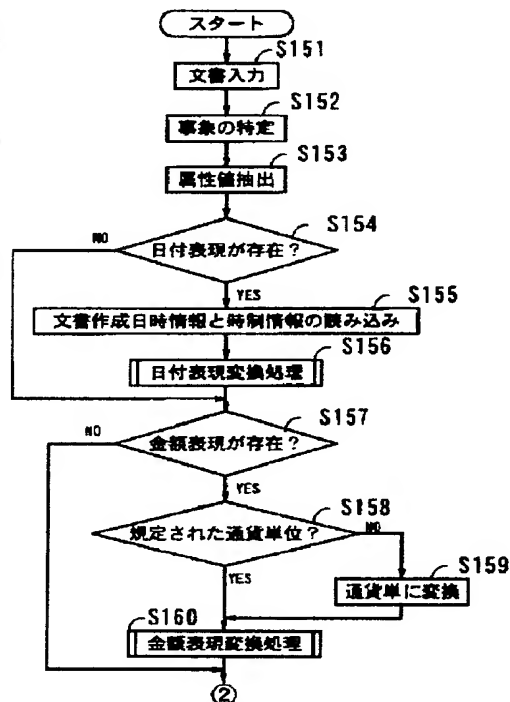 スタート
S151
文書入力
S152
事象の特定
S153
属性値抽出
S154
日付表現が存在?
NO
YES
S155
文書作成日時情報と時制情報の読み込み
S156
日付表現変換処理
S157
金額表現が存在?
NO
YES
S158
規定された通貨単位?
NO
YES
S159
通貨単に変換
S160
金額表現変換処理
②